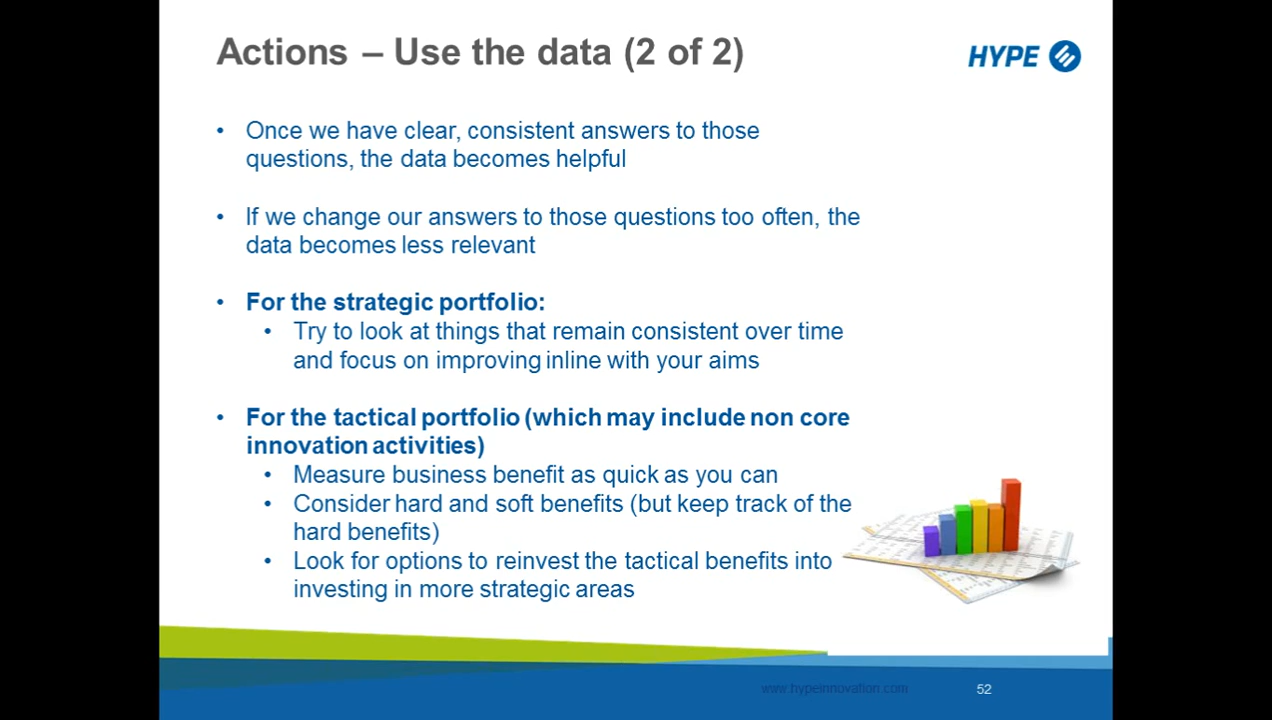 Actions – Use the data (2 of 2)
HYPE
• Once we have clear, consistent answers to those
questions, the data becomes helpful
• If we change our answers to those questions too often, the
data becomes less relevant
• For the strategic portfolio:
• Try to look at things that remain consistent over time
and focus on improving inline with your aims
• For the tactical portfolio (which may include non core
innovation activities)
• Measure business benefit as quick as you can
• Consider hard and soft benefits (but keep track of the
hard benefits)
• Look for options to reinvest the tactical benefits into
investing in more strategic areas
www.hypeinnovation.com
52